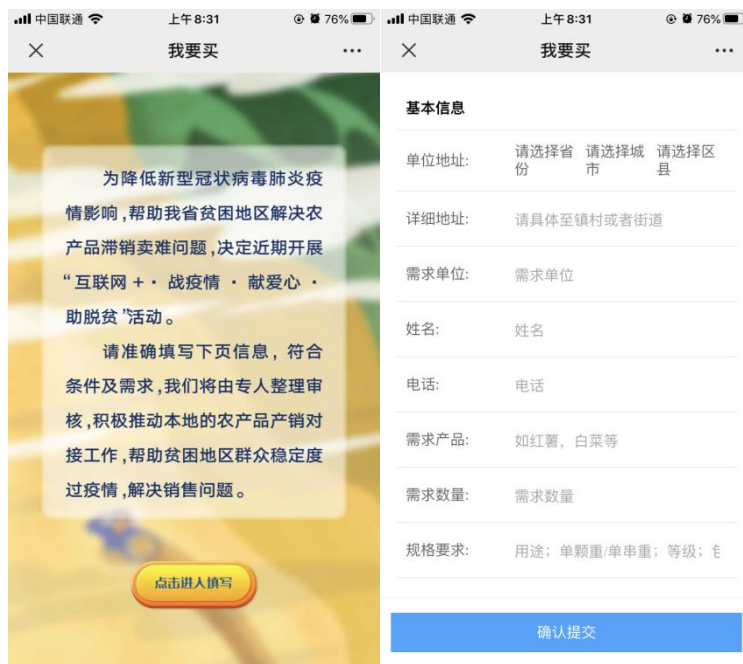 中国联通 上午8:31 76%
我要买
为降低新型冠状病毒肺炎疫
情影响,帮助我省贫困地区解决农
产品滞销卖难问题,决定近期开展
“互联网 +· 战疫情 · 献爱心 ·
助脱贫”活动。
请准确填写下页信息，符合
条件及需求,我们将由专人整理审
核,积极推动本地的农产品产销对
接工作,帮助贫困地区群众稳定度
过疫情,解决销售问题。
点击进入填写
中国联通 上午8:31 76%
我要买
基本信息
单位地址: 请选择省份 请选择城市 请选择区县
详细地址: 请具体至镇村或者街道
需求单位: 需求单位
姓名: 姓名
电话: 电话
需求产品: 如红薯，白菜等
需求数量: 需求数量
规格要求: 用途；单颗重/单串重；等级；
确认提交